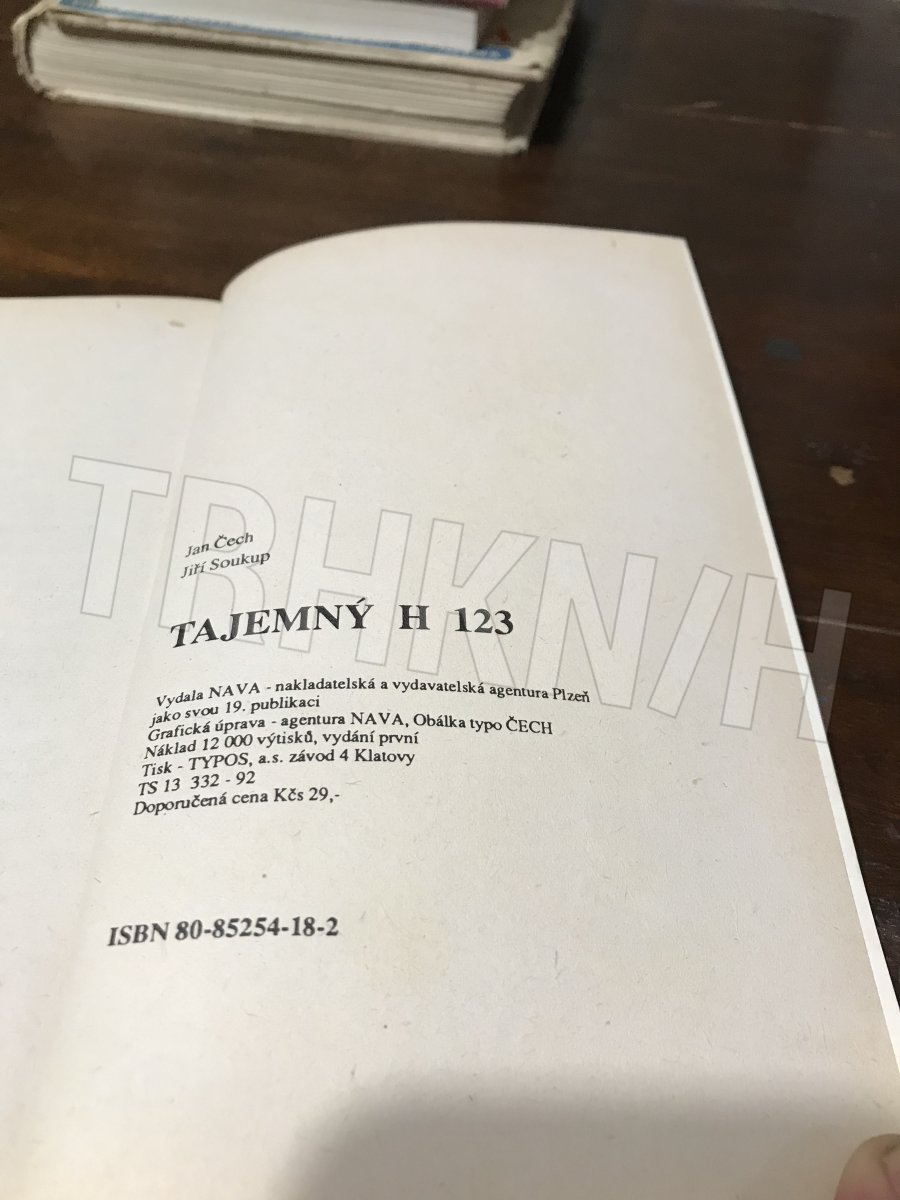 Jan Čech
Jiří Soukup
TAJEMNÝ H 123
Vydala NAVA - nakladatelská a vydavatelská agentura Plzeň
jako svou 19. publikaci
Grafická úprava - agentura NAVA, Obálka typo ČECH
Náklad 12 000 výtisků, vydání první
Tisk - TYPOS, a.s. závod 4 Klatovy
TS 13 332 - 92
Doporučená cena Kčs 29,-
ISBN 80-85254-18-2
TRHKN/H